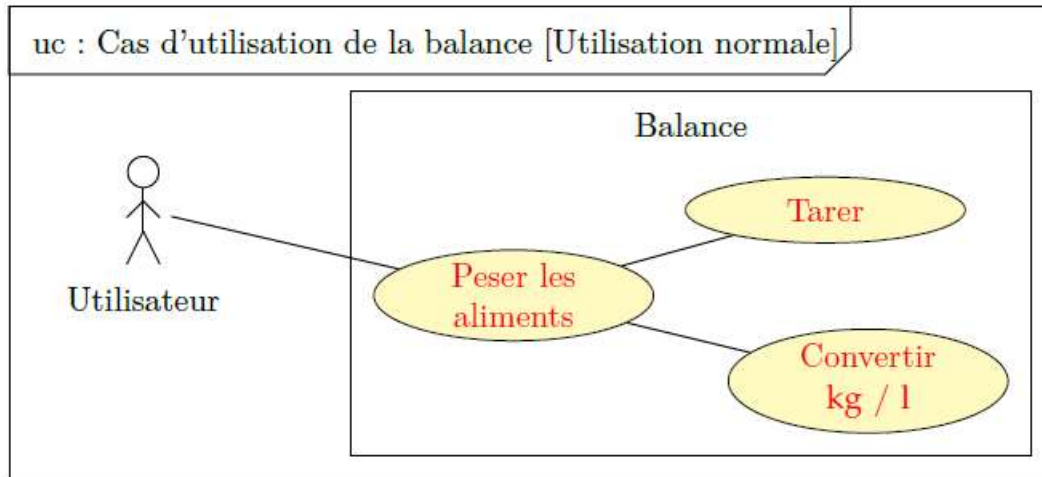 uc : Cas d'utilisation de la balance [Utilisation normale]
Balance
Tarer
Peser les
aliments
Utilisateur
Convertir
kg / l